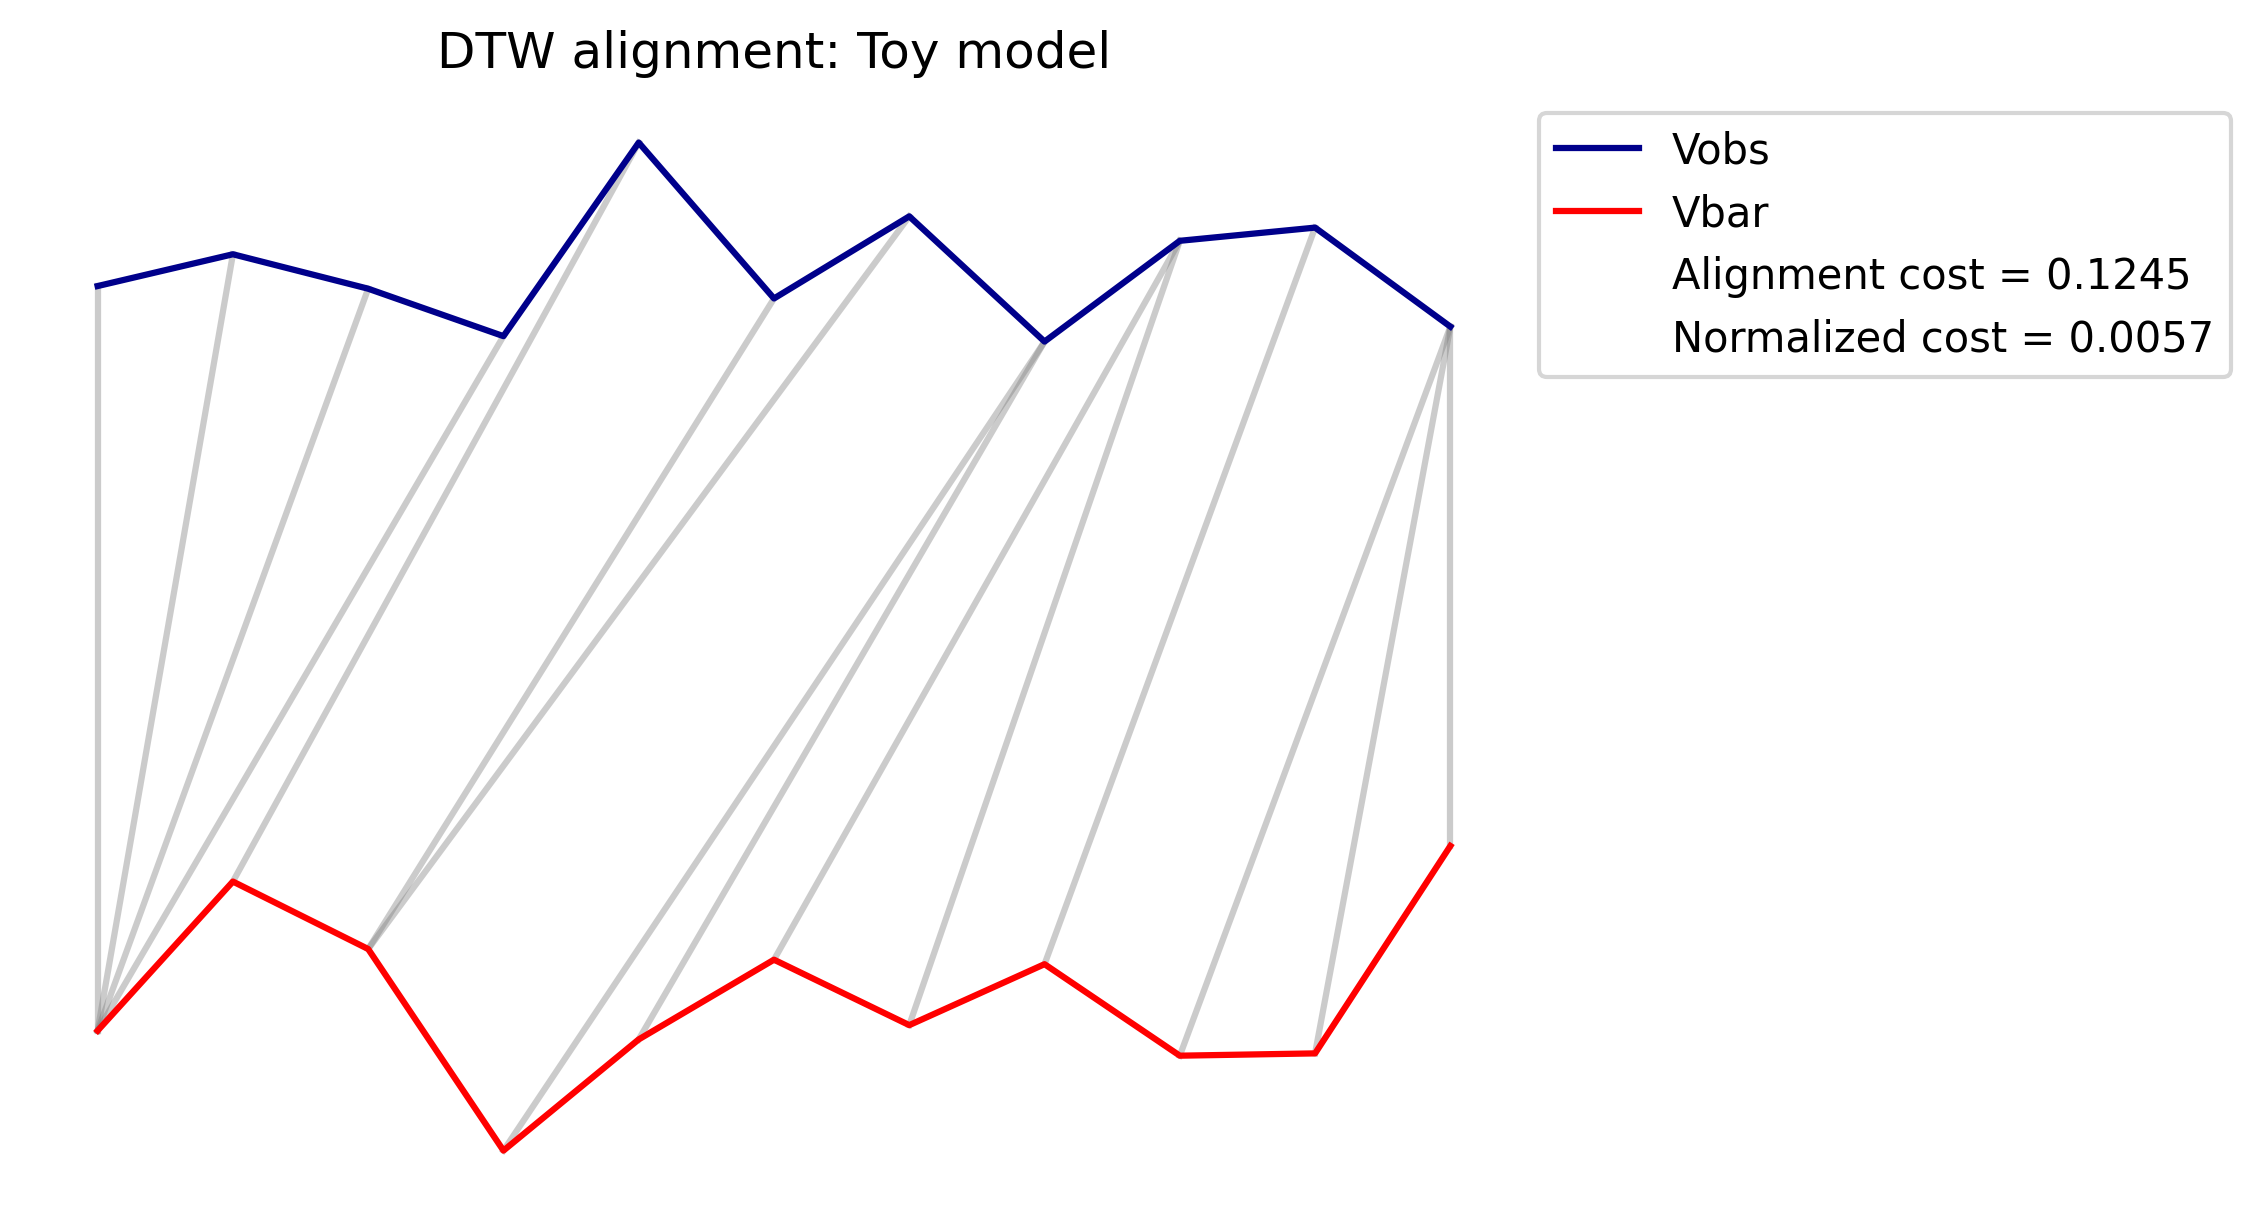 DTW alignment: Toy model
Vobs
Vbar
Alignment cost = 0.1245
Normalized cost = 0.0057